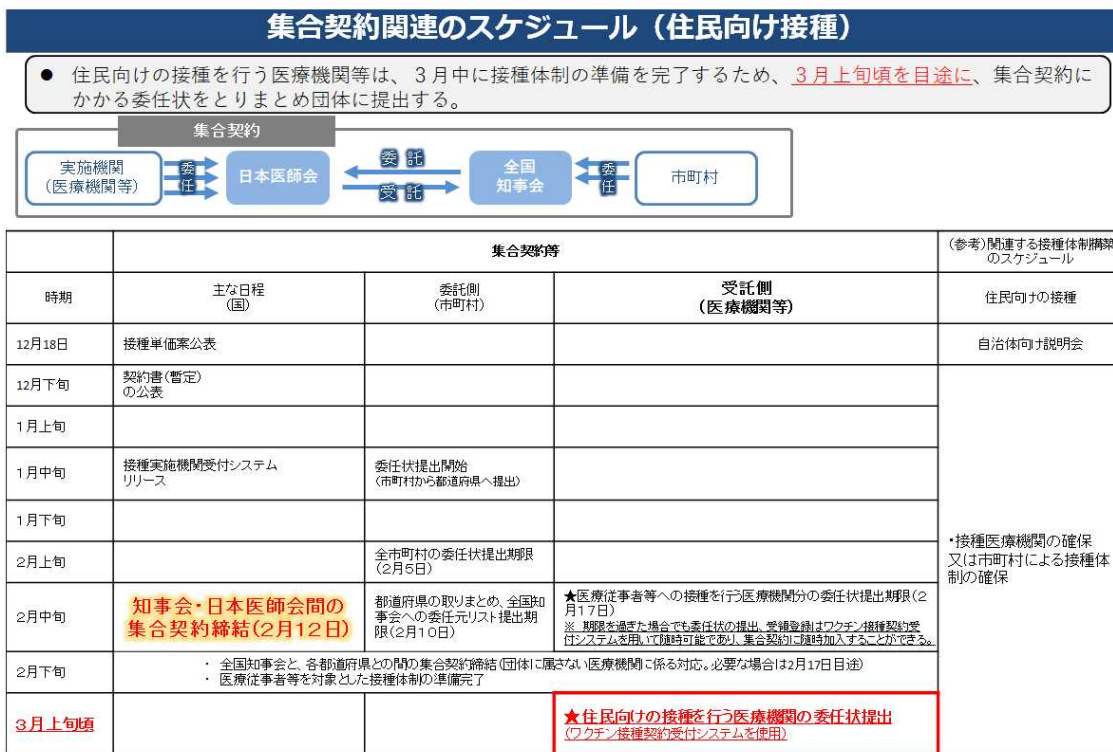 集合契約関連のスケジュール（住民向け接種）
● 住民向けの接種を行う医療機関等は、３月中に接種体制の準備を完了するため、３月上旬頃を目途に、集合契約に
かかる委任状をとりまとめ団体に提出する。
集合契約
実施機関
(医療機関等)
委任
日本医師会
委託
受託
全国
知事会
委任
市町村
集合契約等
(参考)関連する接種体制構築
のスケジュール
時期
主な日程
(国)
委託側
(市町村)
受託側
(医療機関等)
住民向けの接種
12月18日
接種単価案公表
自治体向け説明会
12月下旬
契約書(暫定)
の公表
1月上旬
1月中旬
接種実施機関受付システム
リリース
委任状提出開始
(市町村から都道府県へ提出)
1月下旬
2月上旬
全市町村の委任状提出期限
(2月5日)
・接種医療機関の確保
又は市町村による接種体
制の確保
2月中旬
知事会・日本医師会間の
集合契約締結(2月12日)
都道府県の取りまとめ、全国知
事会への委任元リスト提出期
限(2月10日)
★医療従事者等への接種を行う医療機関分の委任状提出期限(2
月17日)
※ 期限を過ぎた場合でも委任状の提出、受領登録はワクチン接種契約受
付システムを用いて随時可能であり、集合契約に随時加入することができる。
2月下旬
・ 全国知事会と、各都道府県との間の集合契約締結(団体に属さない医療機関に係る対応。必要な場合は2月17日目途)
・ 医療従事者等を対象とした接種体制の準備完了
３月上旬頃
★住民向けの接種を行う医療機関の委任状提出
(ワクチン接種契約受付システムを使用)